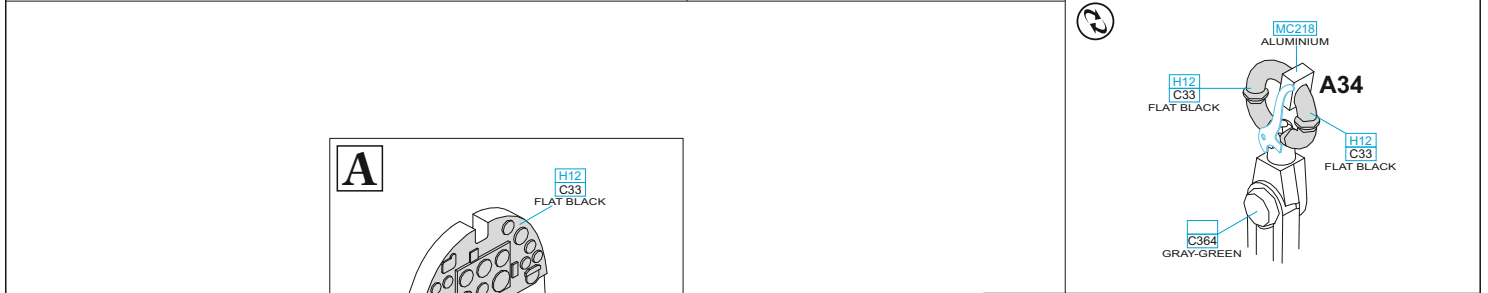 MC218
ALUMINIUM
H12
C33
FLAT BLACK
A34
H12
C33
FLAT BLACK
C364
GRAY-GREEN
A
H12
C33
FLAT BLACK